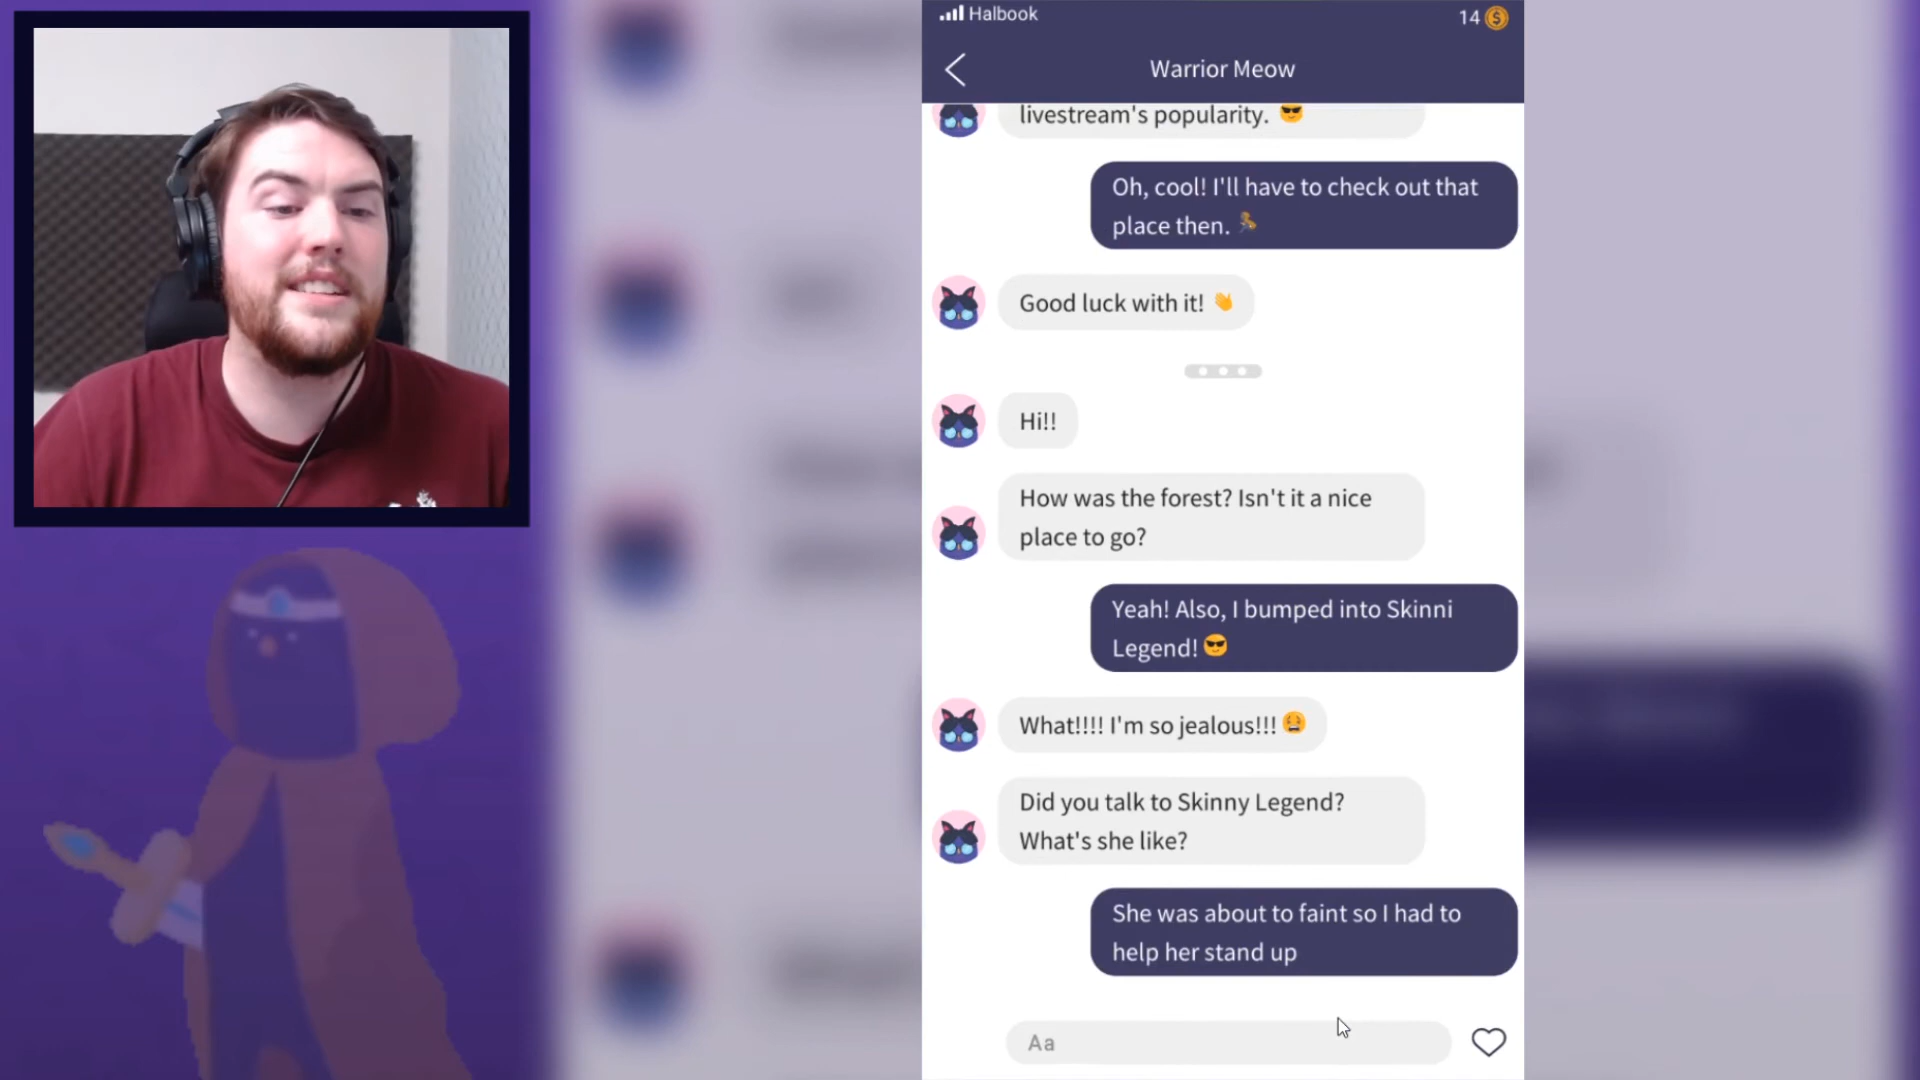 Halbook
14
Warrior Meow
livestream's popularity. 😎
Oh, cool! I'll have to check out that
place then.
Good luck with it! 👋
Hi!!
How was the forest? Isn't it a nice
place to go?
Yeah! Also, I bumped into Skinni
Legend! 😎
What!!!! I'm so jealous!!! 😫
Did you talk to Skinny Legend?
What's she like?
She was about to faint so I had to
help her stand up
Aa